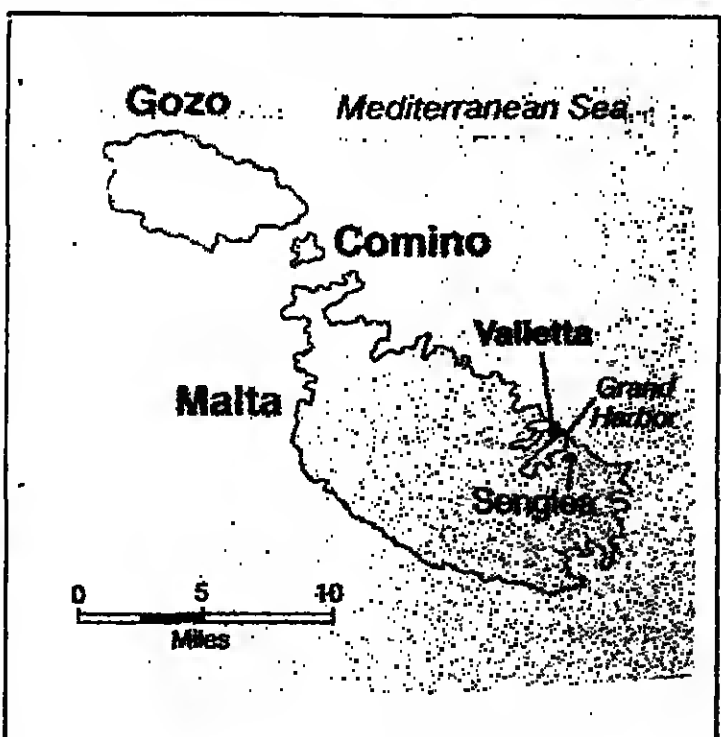 Gozo
Mediterranean Sea
Comino
Valletta
Grand
Harbor
Malta
Senglea
0 5 10
Miles